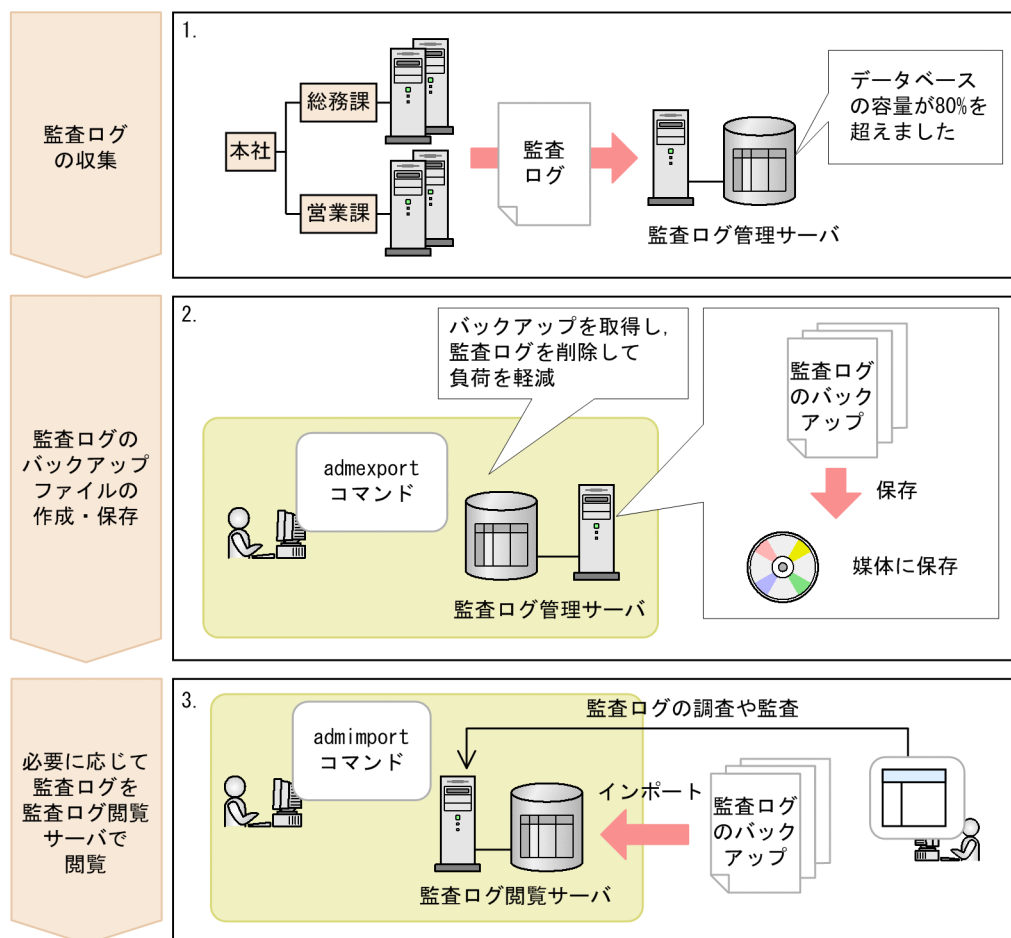 監査ログ
の収集
1.
総務課
本社
営業課
監査
ログ
データベース
の容量が80%を
超えました
監査ログ管理サーバ
監査ログの
バックアップ
ファイルの
作成・保存
2.
バックアップを取得し,
監査ログを削除して
負荷を軽減
admexport
コマンド
監査ログ管理サーバ
監査ログ
のバック
アップ
保存
媒体に保存
必要に応じて
監査ログを
監査ログ閲覧
サーバで
閲覧
3.
admimport
コマンド
監査ログの調査や監査
インポート
監査ログ
のバック
アップ
監査ログ閲覧サーバ